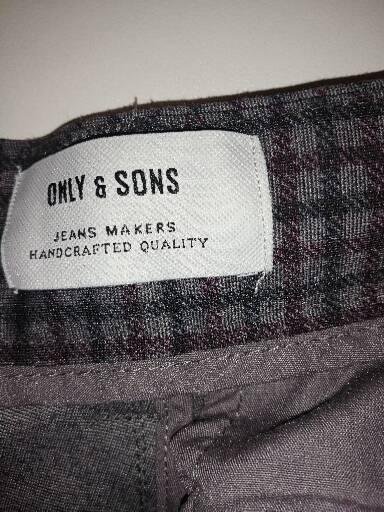 ONLY & SONS
JEANS MAKERS
HANDCRAFTED QUALITY